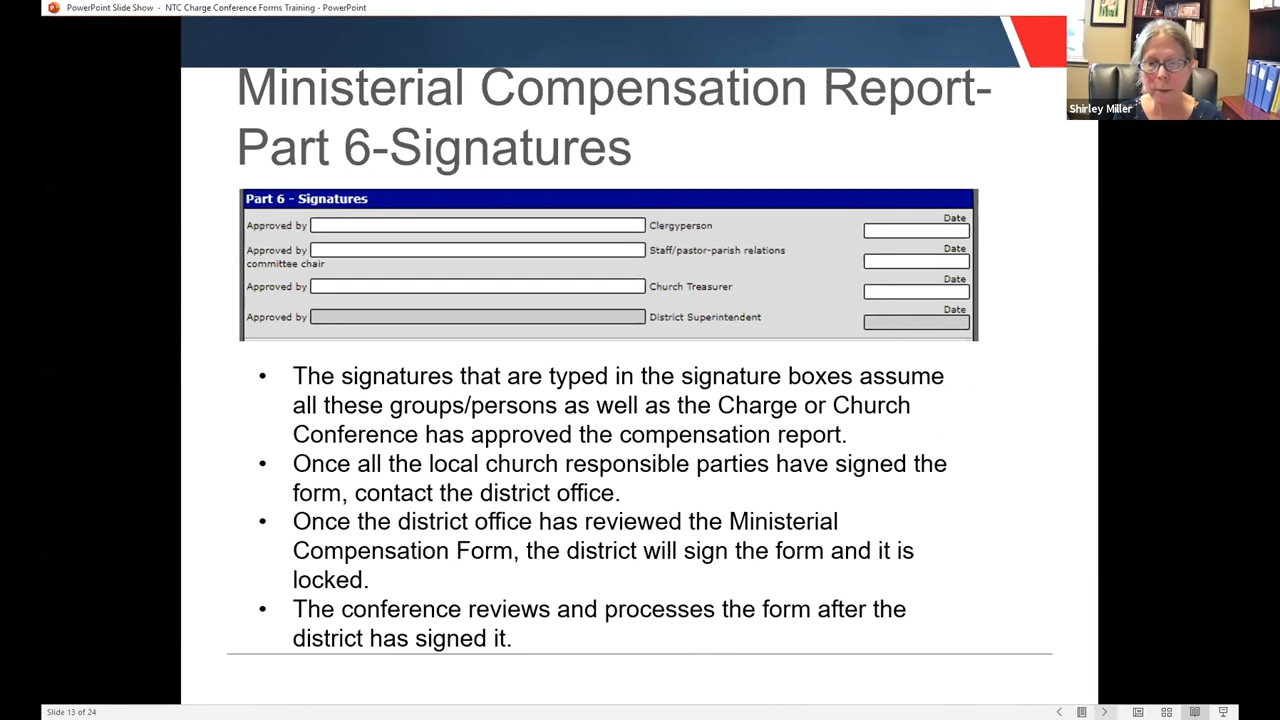 PowerPoint Slide Show - NTC Charge Conference Forms Training - PowerPoint
Shirley Miller
Ministerial Compensation Report-
Part 6-Signatures
Part 6 - Signatures
Date
Approved by Clergyperson
Date
Approved by Staff/pastor-parish relations
committee chair
Date
Approved by Church Treasurer
Date
Approved by District Superintendent
• The signatures that are typed in the signature boxes assume
all these groups/persons as well as the Charge or Church
Conference has approved the compensation report.
• Once all the local church responsible parties have signed the
form, contact the district office.
• Once the district office has reviewed the Ministerial
Compensation Form, the district will sign the form and it is
locked.
• The conference reviews and processes the form after the
district has signed it.
Slide 13 of 24